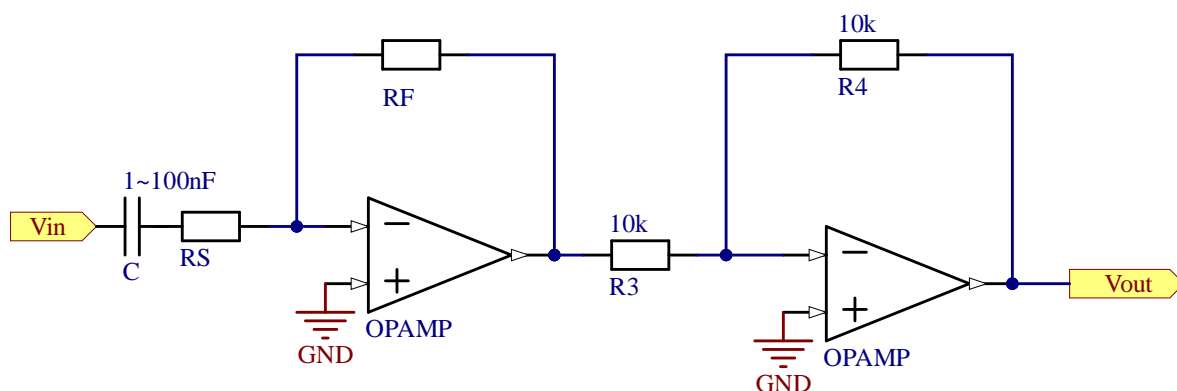 10k
RF
R4
1~100nF
Vin
C
RS
10k
R3
Vout
OPAMP
GND
OPAMP
GND